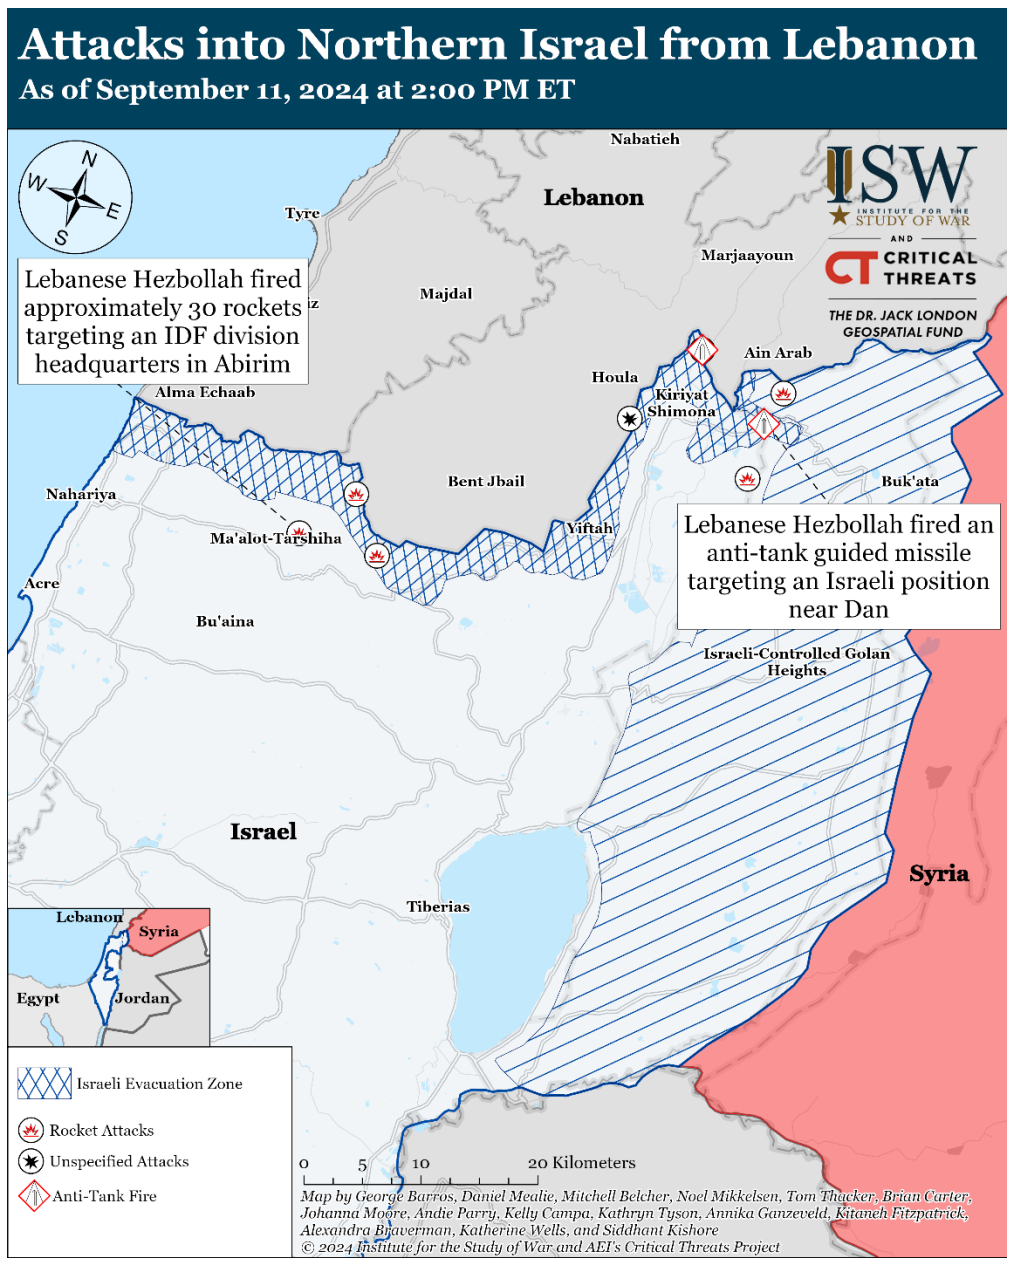 Attacks into Northern Israel from Lebanon
As of September 11, 2024 at 2:00 PM ET
N
W
E
S
Nabatieh
Lebanon
ISW
INSTITUTE FOR THE
STUDY OF WAR
AND
CT CRITICAL
THREATS
THE DR. JACK LONDON
GEOSPATIAL FUND
Tyre
Marjaayoun
Lebanese Hezbollah fired
approximately 30 rockets
targeting an IDF division
headquarters in Abirim
iz
Majdal
Ain Arab
Houla
Alma Echaab
Kiriyat
Shimona
Bent Jbail
Buk'ata
Nahariya
Yiftah
Ma'alot-Tarshiha
Lebanese Hezbollah fired an
anti-tank guided missile
targeting an Israeli position
near Dan
Acre
Bu'aina
Israeli-Controlled Golan
Heights
Israel
Syria
Tiberias
Lebanon
Syria
Egypt
Jordan
Israeli Evacuation Zone
Rocket Attacks
Unspecified Attacks
Anti-Tank Fire
0 5 10 20 Kilometers
Map by George Barros, Daniel Mealie, Mitchell Belcher, Noel Mikkelsen, Tom Thacker, Brian Carter,
Johanna Moore, Andie Parry, Kelly Campa, Kathryn Tyson, Annika Ganzeveld, Kitaneh Fitzpatrick,
Alexandra Braverman, Katherine Wells, and Siddhant Kishore
© 2024 Institute for the Study of War and AEI's Critical Threats Project